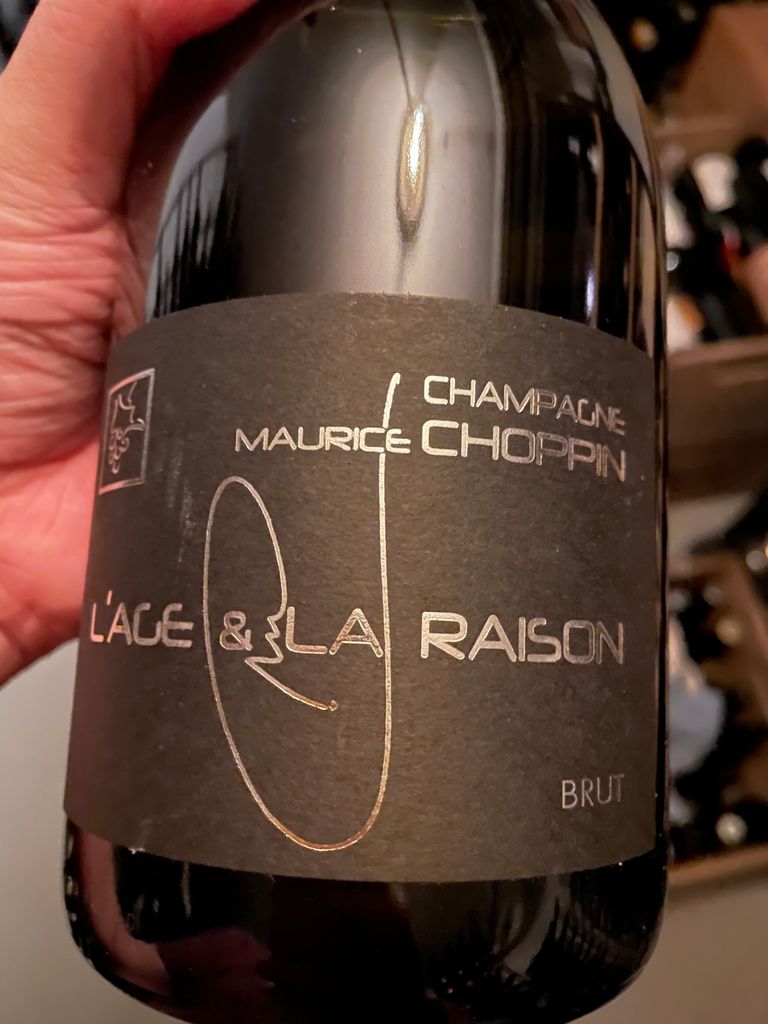 CHAMPAGNE
MAURICE CHOPPIN
L'AGE & LA RAISON
BRUT